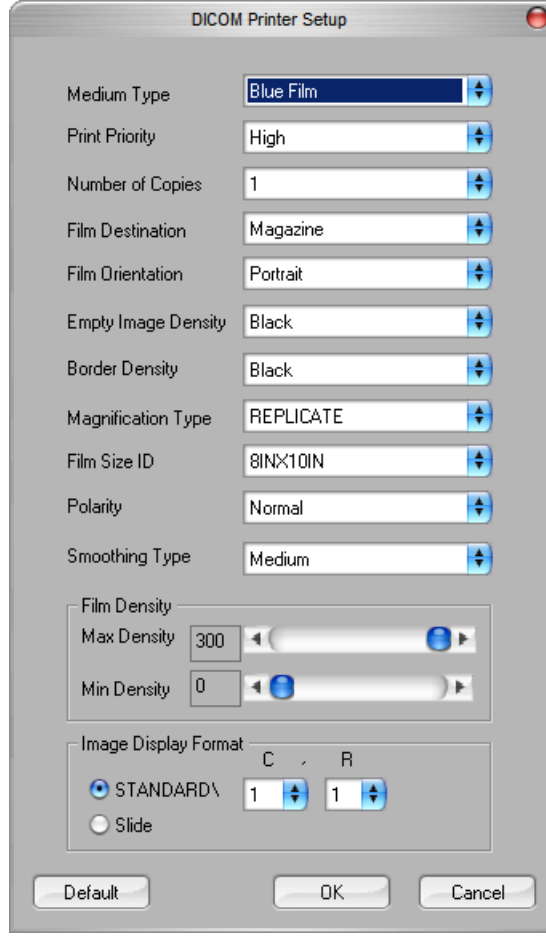 DICOM Printer Setup
Medium Type Blue Film
Print Priority High
Number of Copies 1
Film Destination Magazine
Film Orientation Portrait
Empty Image Density Black
Border Density Black
Magnification Type REPLICATE
Film Size ID 8INX10IN
Polarity Normal
Smoothing Type Medium
Film Density
Max Density 300
Min Density 0
Image Display Format
C , R
STANDARD\ 1 1
Slide
Default OK Cancel